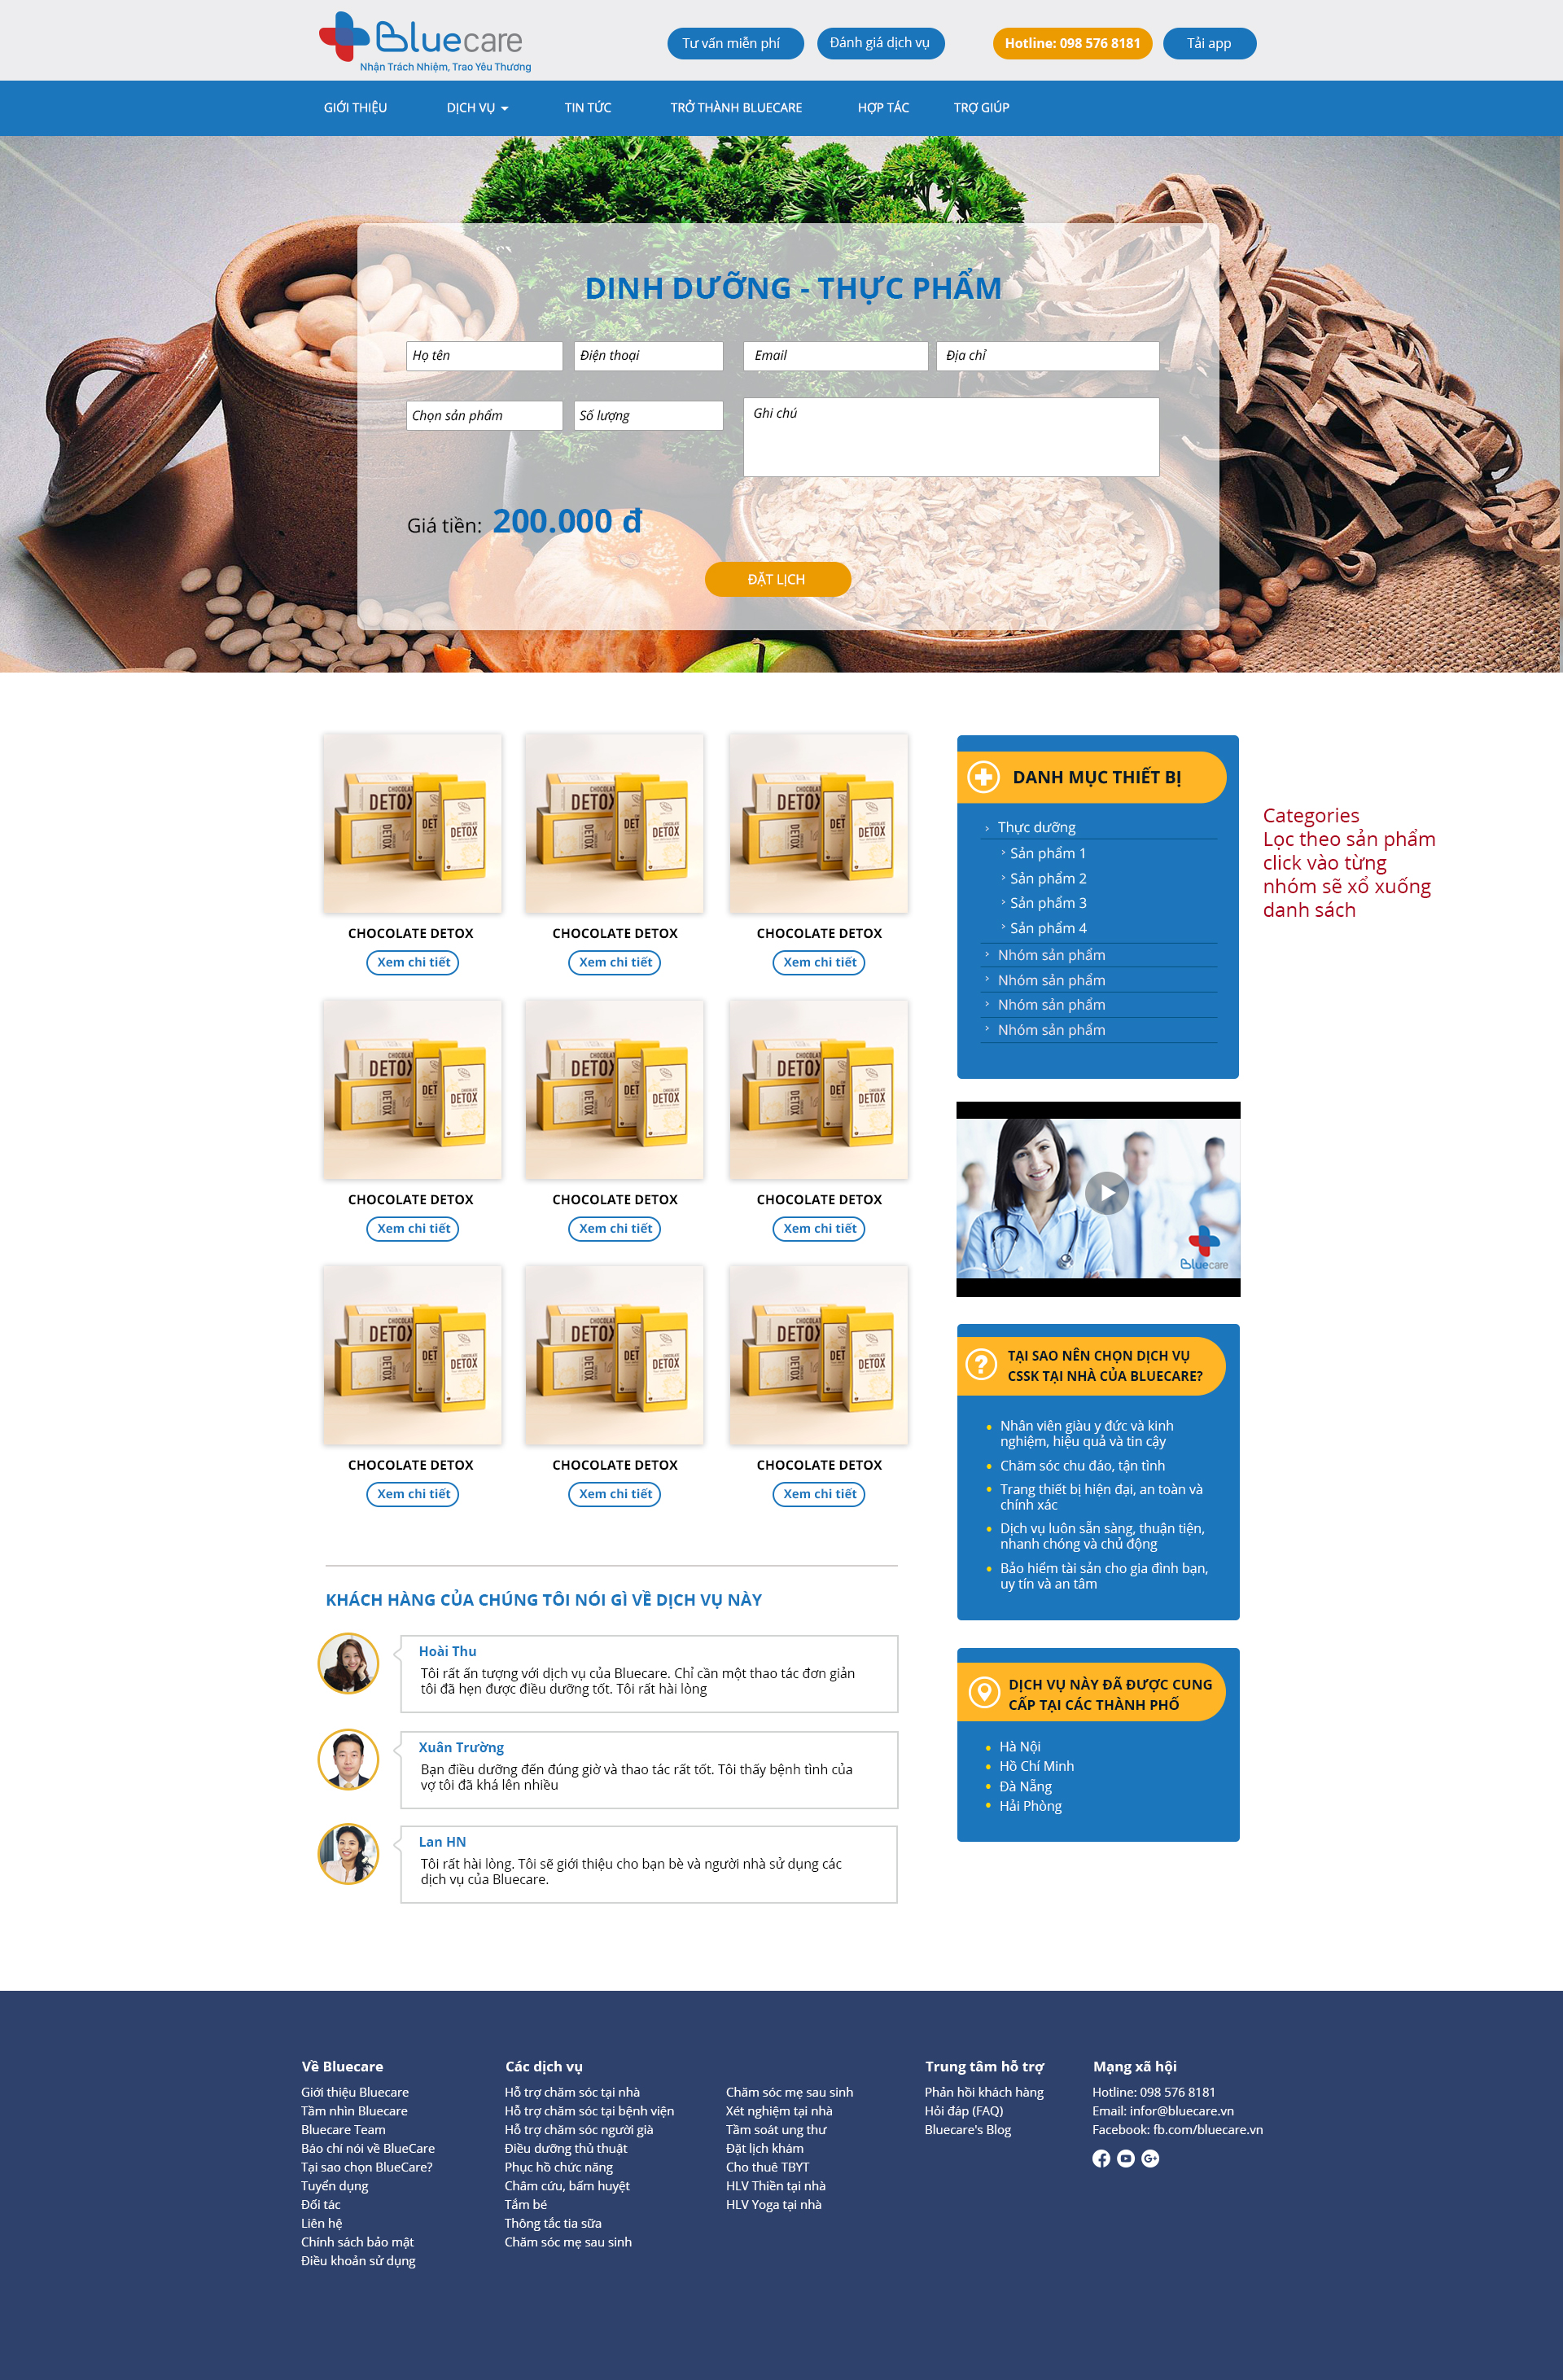 Bluecare
Nhận Trách Nhiệm, Trao Yêu Thương
Tư vấn miễn phí
Đánh giá dịch vụ
Hotline: 098 576 8181
Tải app
GIỚI THIỆU
DỊCH VỤ
TIN TỨC
TRỞ THÀNH BLUECARE
HỢP TÁC
TRỢ GIÚP
DINH DƯỠNG - THỰC PHẨM
Họ tên
Điện thoại
Email
Địa chỉ
Chọn sản phẩm
Số lượng
Ghi chú
Giá tiền: 200.000 đ
ĐẶT LỊCH
CHOCOLATE DETOX
CHOCOLATE DETOX
CHOCOLATE DETOX
Xem chi tiết
Xem chi tiết
Xem chi tiết
CHOCOLATE DETOX
CHOCOLATE DETOX
CHOCOLATE DETOX
Xem chi tiết
Xem chi tiết
Xem chi tiết
CHOCOLATE DETOX
CHOCOLATE DETOX
CHOCOLATE DETOX
Xem chi tiết
Xem chi tiết
Xem chi tiết
KHÁCH HÀNG CỦA CHÚNG TÔI NÓI GÌ VỀ DỊCH VỤ NÀY
Hoài Thu
Tôi rất ấn tượng với dịch vụ của Bluecare. Chỉ cần một thao tác đơn giản
tôi đã hẹn được điều dưỡng tốt. Tôi rất hài lòng
Xuân Trường
Bạn điều dưỡng đến đúng giờ và thao tác rất tốt. Tôi thấy bệnh tình của
vợ tôi đã khá lên nhiều
Lan HN
Tôi rất hài lòng. Tôi sẽ giới thiệu cho bạn bè và người nhà sử dụng các
dịch vụ của Bluecare.
DANH MỤC THIẾT BỊ
Thực dưỡng
Sản phẩm 1
Sản phẩm 2
Sản phẩm 3
Sản phẩm 4
Nhóm sản phẩm
Nhóm sản phẩm
Nhóm sản phẩm
Nhóm sản phẩm
Categories
Lọc theo sản phẩm
click vào từng
nhóm sẽ xổ xuống
danh sách
Bluecare
TẠI SAO NÊN CHỌN DỊCH VỤ
CSSK TẠI NHÀ CỦA BLUECARE?
Nhân viên giàu y đức và kinh
nghiệm, hiệu quả và tin cậy
Chăm sóc chu đáo, tận tình
Trang thiết bị hiện đại, an toàn và
chính xác
Dịch vụ luôn sẵn sàng, thuận tiện,
nhanh chóng và chủ động
Bảo hiểm tài sản cho gia đình bạn,
uy tín và an tâm
DỊCH VỤ NÀY ĐÃ ĐƯỢC CUNG
CẤP TẠI CÁC THÀNH PHỐ
Hà Nội
Hồ Chí Minh
Đà Nẵng
Hải Phòng
Về Bluecare
Giới thiệu Bluecare
Tầm nhìn Bluecare
Bluecare Team
Báo chí nói về BlueCare
Tại sao chọn BlueCare?
Tuyển dụng
Đối tác
Liên hệ
Chính sách bảo mật
Điều khoản sử dụng
Các dịch vụ
Hỗ trợ chăm sóc tại nhà
Hỗ trợ chăm sóc tại bệnh viện
Hỗ trợ chăm sóc người già
Điều dưỡng thủ thuật
Phục hồi chức năng
Châm cứu, bấm huyệt
Tắm bé
Thông tắc tia sữa
Chăm sóc mẹ sau sinh
Chăm sóc mẹ sau sinh
Xét nghiệm tại nhà
Tầm soát ung thư
Đặt lịch khám
Cho thuê TBYT
HLV Thiền tại nhà
HLV Yoga tại nhà
Trung tâm hỗ trợ
Phản hồi khách hàng
Hỏi đáp (FAQ)
Bluecare's Blog
Mạng xã hội
Hotline: 098 576 8181
Email: infor@bluecare.vn
Facebook: fb.com/bluecare.vn